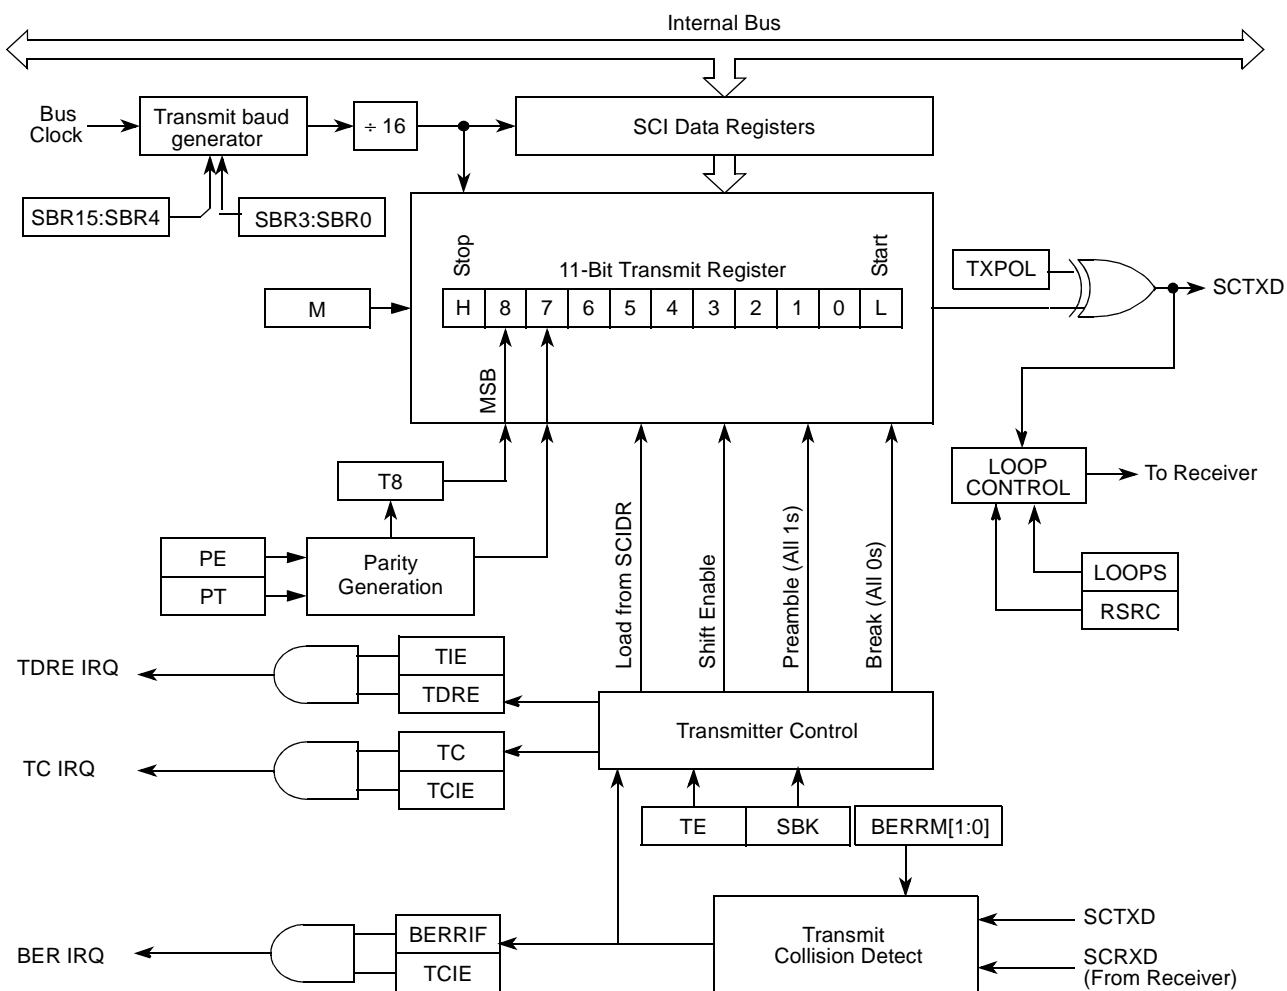 Internal Bus
Bus
Clock
Transmit baud
generator
÷ 16
SCI Data Registers
SBR15:SBR4
SBR3:SBR0
Stop
11-Bit Transmit Register
Start
TXPOL
SCTXD
M
H 8 7 6 5 4 3 2 1 0 L
MSB
T8
LOOP
CONTROL
To Receiver
PE
PT
Parity
Generation
Load from SCIDR
Shift Enable
Preamble (All 1s)
Break (All 0s)
LOOPS
RSRC
TDRE IRQ
TIE
TDRE
Transmitter Control
TC IRQ
TC
TCIE
TE
SBK
BERRM[1:0]
BER IRQ
BERRIF
TCIE
Transmit
Collision Detect
SCTXD
SCRXD
(From Receiver)